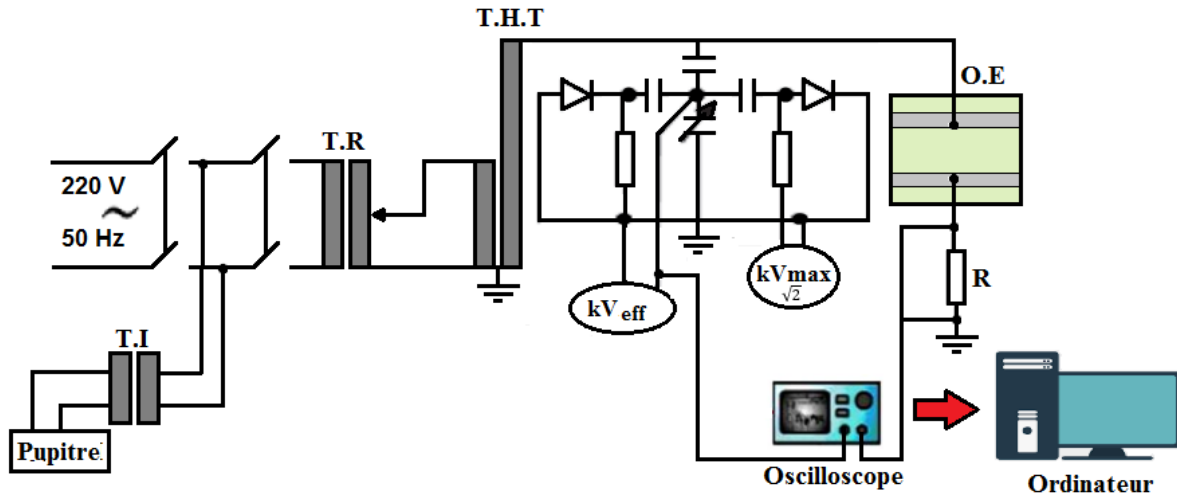 T.H.T
O.E
T.R
220 V
∼
50 Hz
kVmax
√2
R
kVeff
T.I
Pupitre
Oscilloscope
Ordinateur